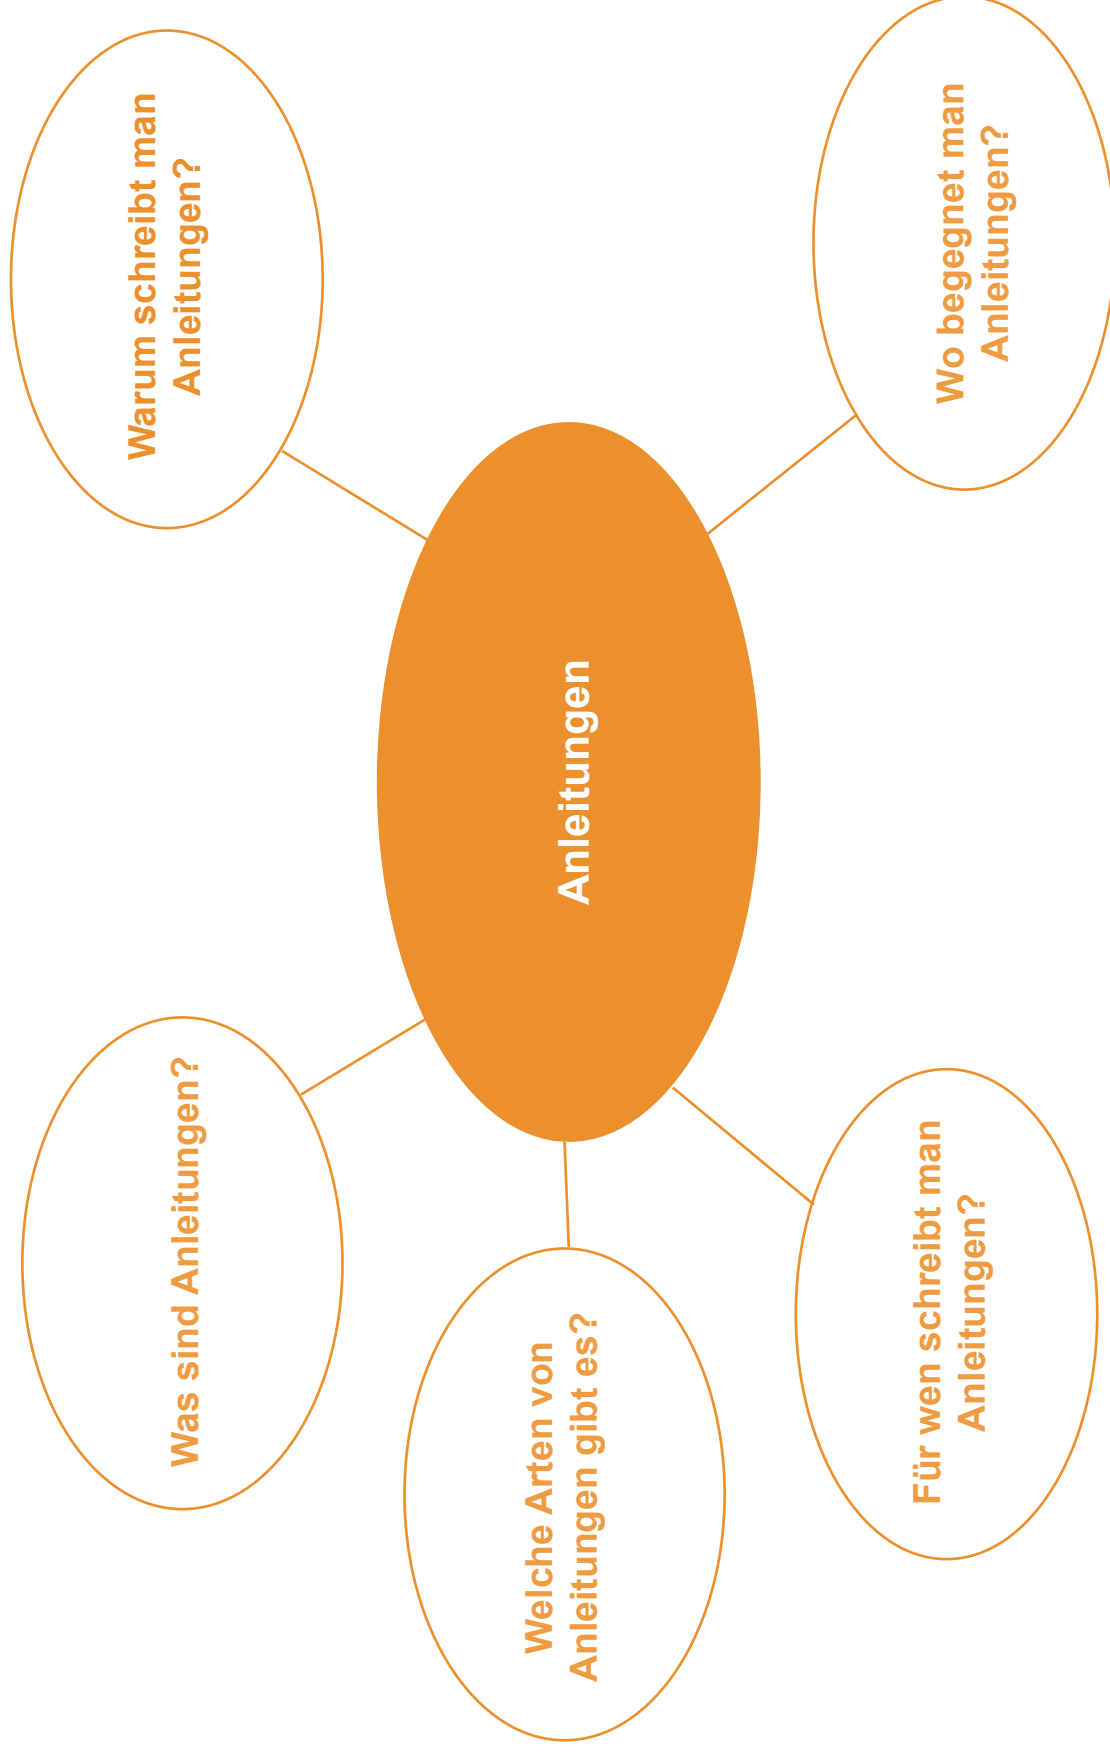 Was sind Anleitungen?
Warum schreibt man
Anleitungen?
Welche Arten von
Anleitungen gibt es?
Anleitungen
Für wen schreibt man
Anleitungen?
Wo begegnet man
Anleitungen?